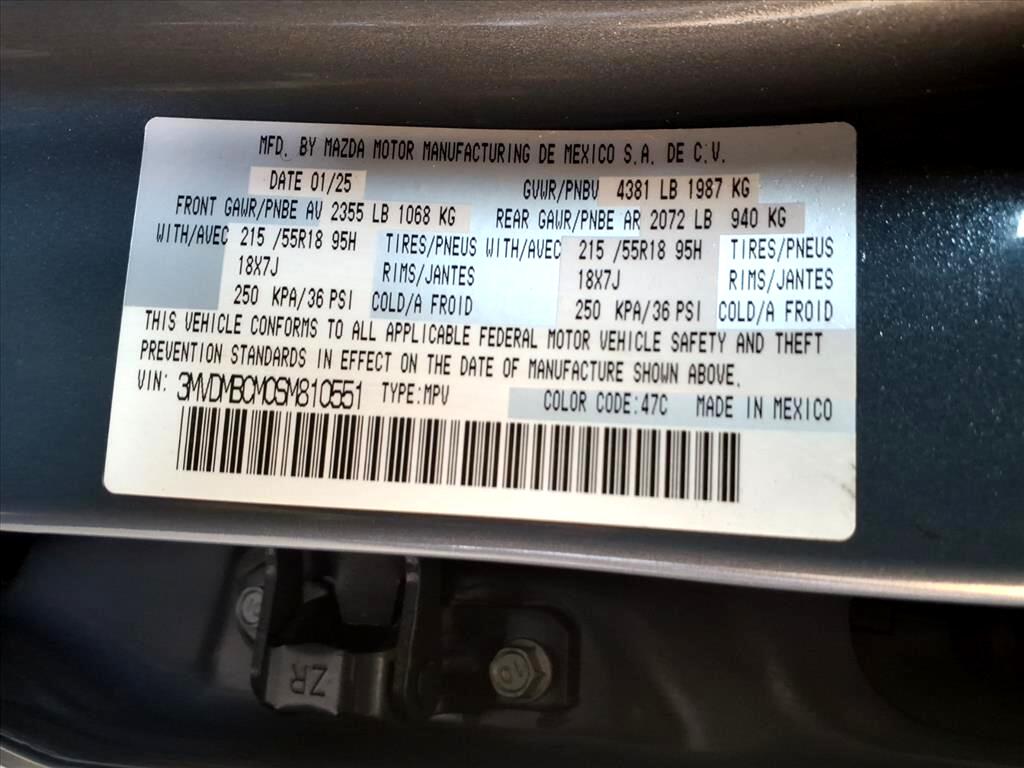 MFD. BY MAZDA MOTOR MANUFACTURING DE MEXICO S.A. DE C.V.
DATE 01/25 GVWR/PNBV 4381 LB 1987 KG
FRONT GAWR/PNBE AV 2355 LB 1068 KG REAR GAWR/PNBE AR 2072 LB 940 KG
WITH/AVEC 215 /55R18 95H TIRES/PNEUS WITH/AVEC 215 /55R18 95H TIRES/PNEUS
18X7J RIMS/JANTES 18X7J RIMS/JANTES
250 KPA/36 PSI COLD/A FROID 250 KPA/36 PSI COLD/A FROID
THIS VEHICLE CONFORMS TO ALL APPLICABLE FEDERAL MOTOR VEHICLE SAFETY AND THEFT
PREVENTION STANDARDS IN EFFECT ON THE DATE OF MANUFACTURE SHOWN ABOVE.
VIN: 3MVDMBCM0SM810551 TYPE:MPV COLOR CODE:47C MADE IN MEXICO
ZR
10